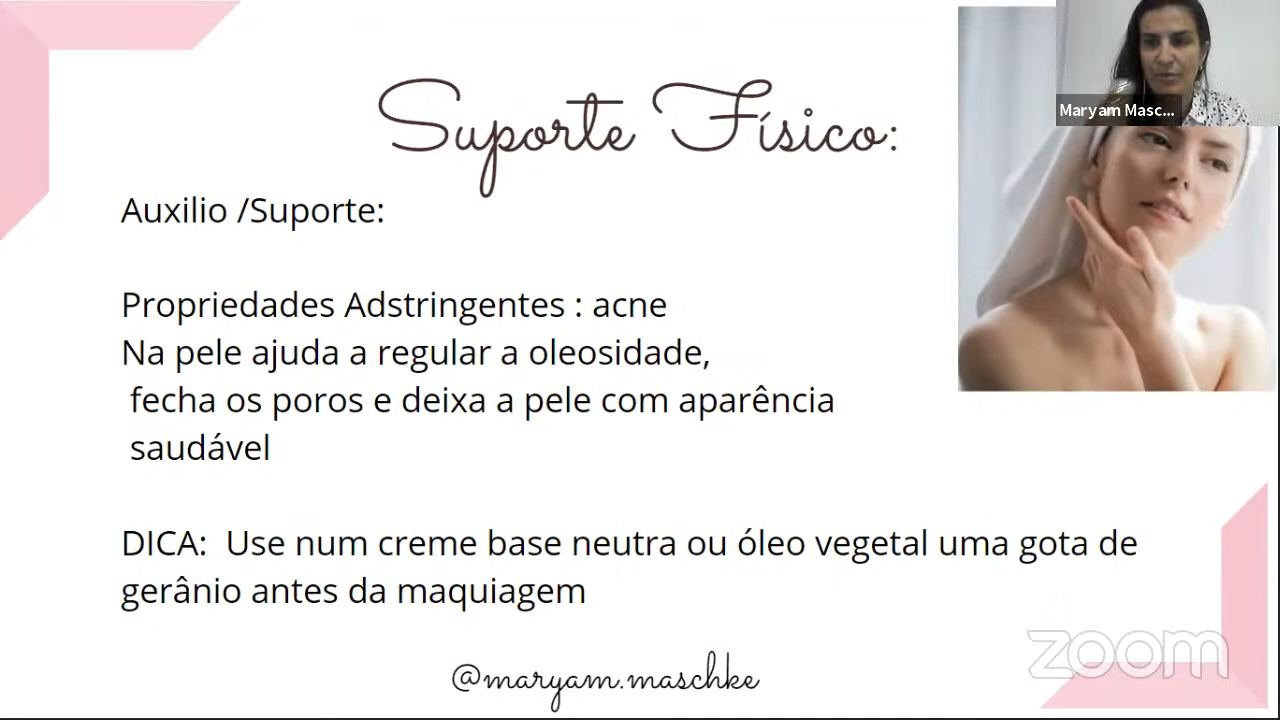 Suporte Físico:
Maryam Masc...
Auxilio /Suporte:
Propriedades Adstringentes : acne
Na pele ajuda a regular a oleosidade,
fecha os poros e deixa a pele com aparência
saudável
DICA: Use num creme base neutra ou óleo vegetal uma gota de
gerânio antes da maquiagem
@maryam.maschke
zoom